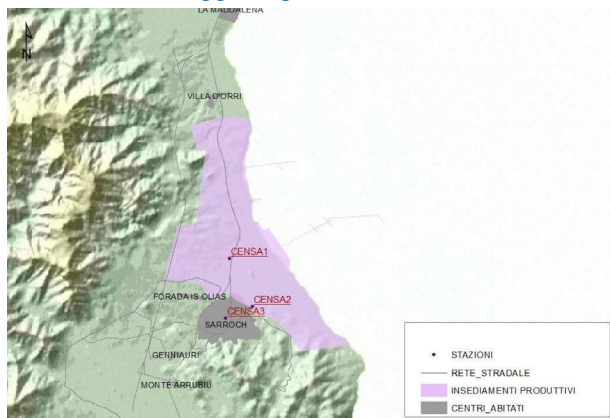 LA MADDALENA
N
VILLA D'ORRI
CENSA1
FORADA IS OLIAS
CENSA2
CENSA3
SARROCH
GENNIAURI
MONTE ARRUBIU
STAZIONI
RETE_STRADALE
INSEDIAMENTI PRODUTTIVI
CENTRI_ABITATI